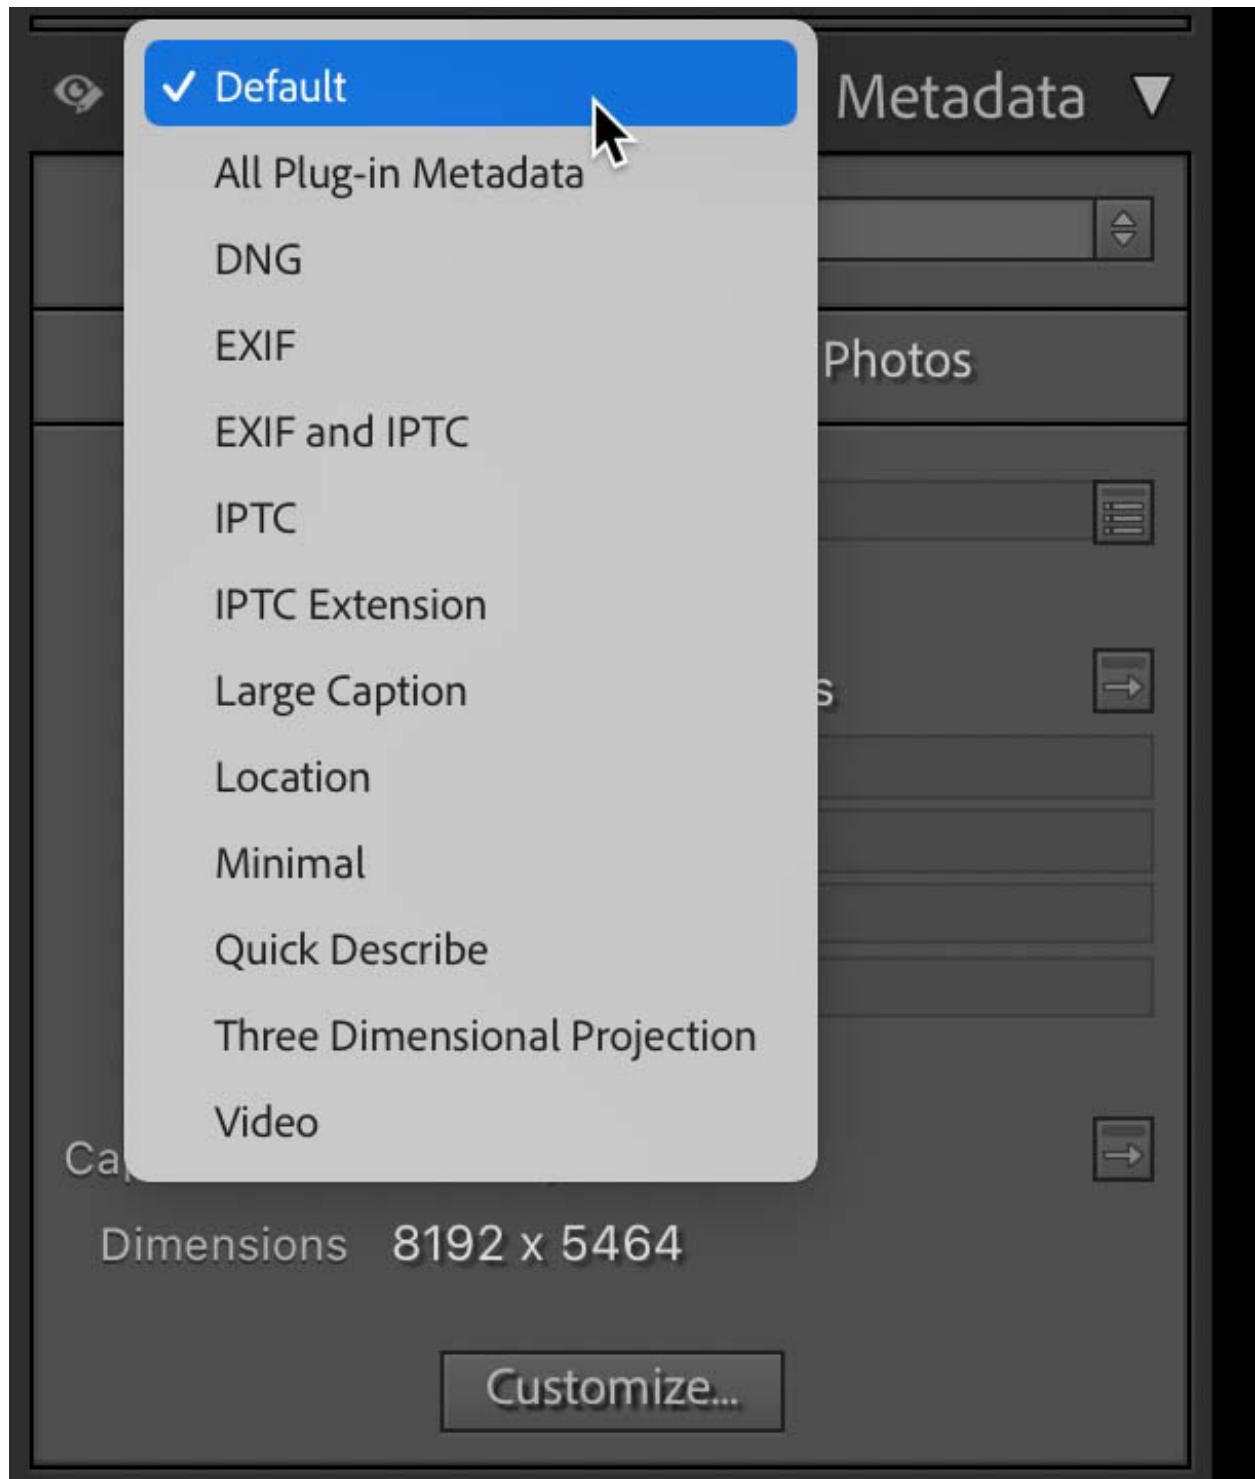 Default
Metadata
All Plug-in Metadata
DNG
EXIF
Photos
EXIF and IPTC
IPTC
IPTC Extension
Large Caption
Location
Minimal
Quick Describe
Three Dimensional Projection
Video
Dimensions 8192 x 5464
Customize...